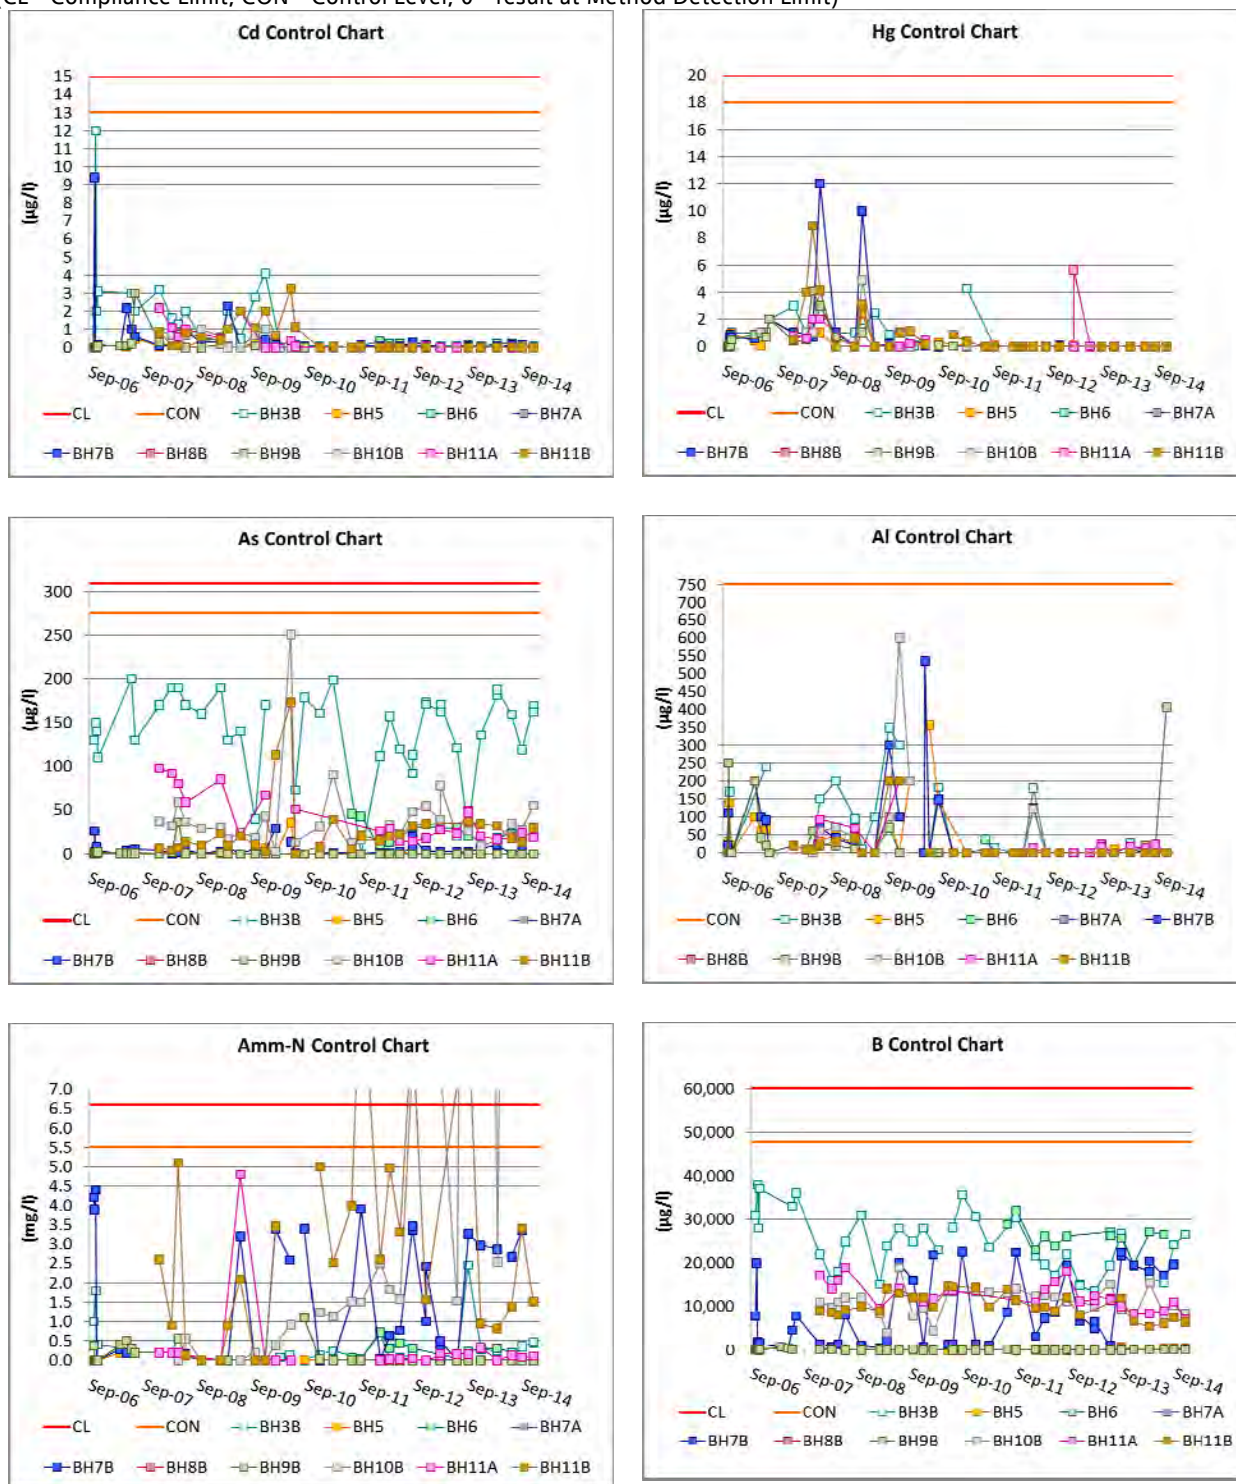 (CL – Compliance Limit, CON – Control Level, 0 – result at Method Detection Limit)
Cd Control Chart
15
14
13
12
11
10
9
8
7
6
5
4
3
2
1
0
(µg/l)
Sep-06 Sep-07 Sep-08 Sep-09 Sep-10 Sep-11 Sep-12 Sep-13 Sep-14
CL CON BH3B BH5 BH6 BH7A
BH7B BH8B BH9B BH10B BH11A BH11B
Hg Control Chart
20
18
16
14
12
10
8
6
4
2
0
(µg/l)
Sep-06 Sep-07 Sep-08 Sep-09 Sep-10 Sep-11 Sep-12 Sep-13 Sep-14
CL CON BH3B BH5 BH6 BH7A
BH7B BH8B BH9B BH10B BH11A BH11B
As Control Chart
300
250
200
150
100
50
0
(µg/l)
Sep-06 Sep-07 Sep-08 Sep-09 Sep-10 Sep-11 Sep-12 Sep-13 Sep-14
CL CON BH3B BH5 BH6 BH7A
BH7B BH8B BH9B BH10B BH11A BH11B
Al Control Chart
750
700
650
600
550
500
450
400
350
300
250
200
150
100
50
0
(µg/l)
Sep-06 Sep-07 Sep-08 Sep-09 Sep-10 Sep-11 Sep-12 Sep-13 Sep-14
CON BH3B BH5 BH6 BH7A BH7B
BH8B BH9B BH10B BH11A BH11B
Amm-N Control Chart
7.0
6.5
6.0
5.5
5.0
4.5
4.0
3.5
3.0
2.5
2.0
1.5
1.0
0.5
0.0
(mg/l)
Sep-06 Sep-07 Sep-08 Sep-09 Sep-10 Sep-11 Sep-12 Sep-13 Sep-14
CL CON BH3B BH5 BH6 BH7A
BH7B BH8B BH9B BH10B BH11A BH11B
B Control Chart
60,000
50,000
40,000
30,000
20,000
10,000
0
(µg/l)
Sep-06 Sep-07 Sep-08 Sep-09 Sep-10 Sep-11 Sep-12 Sep-13 Sep-14
CL CON BH3B BH5 BH6 BH7A
BH7B BH8B BH9B BH10B BH11A BH11B